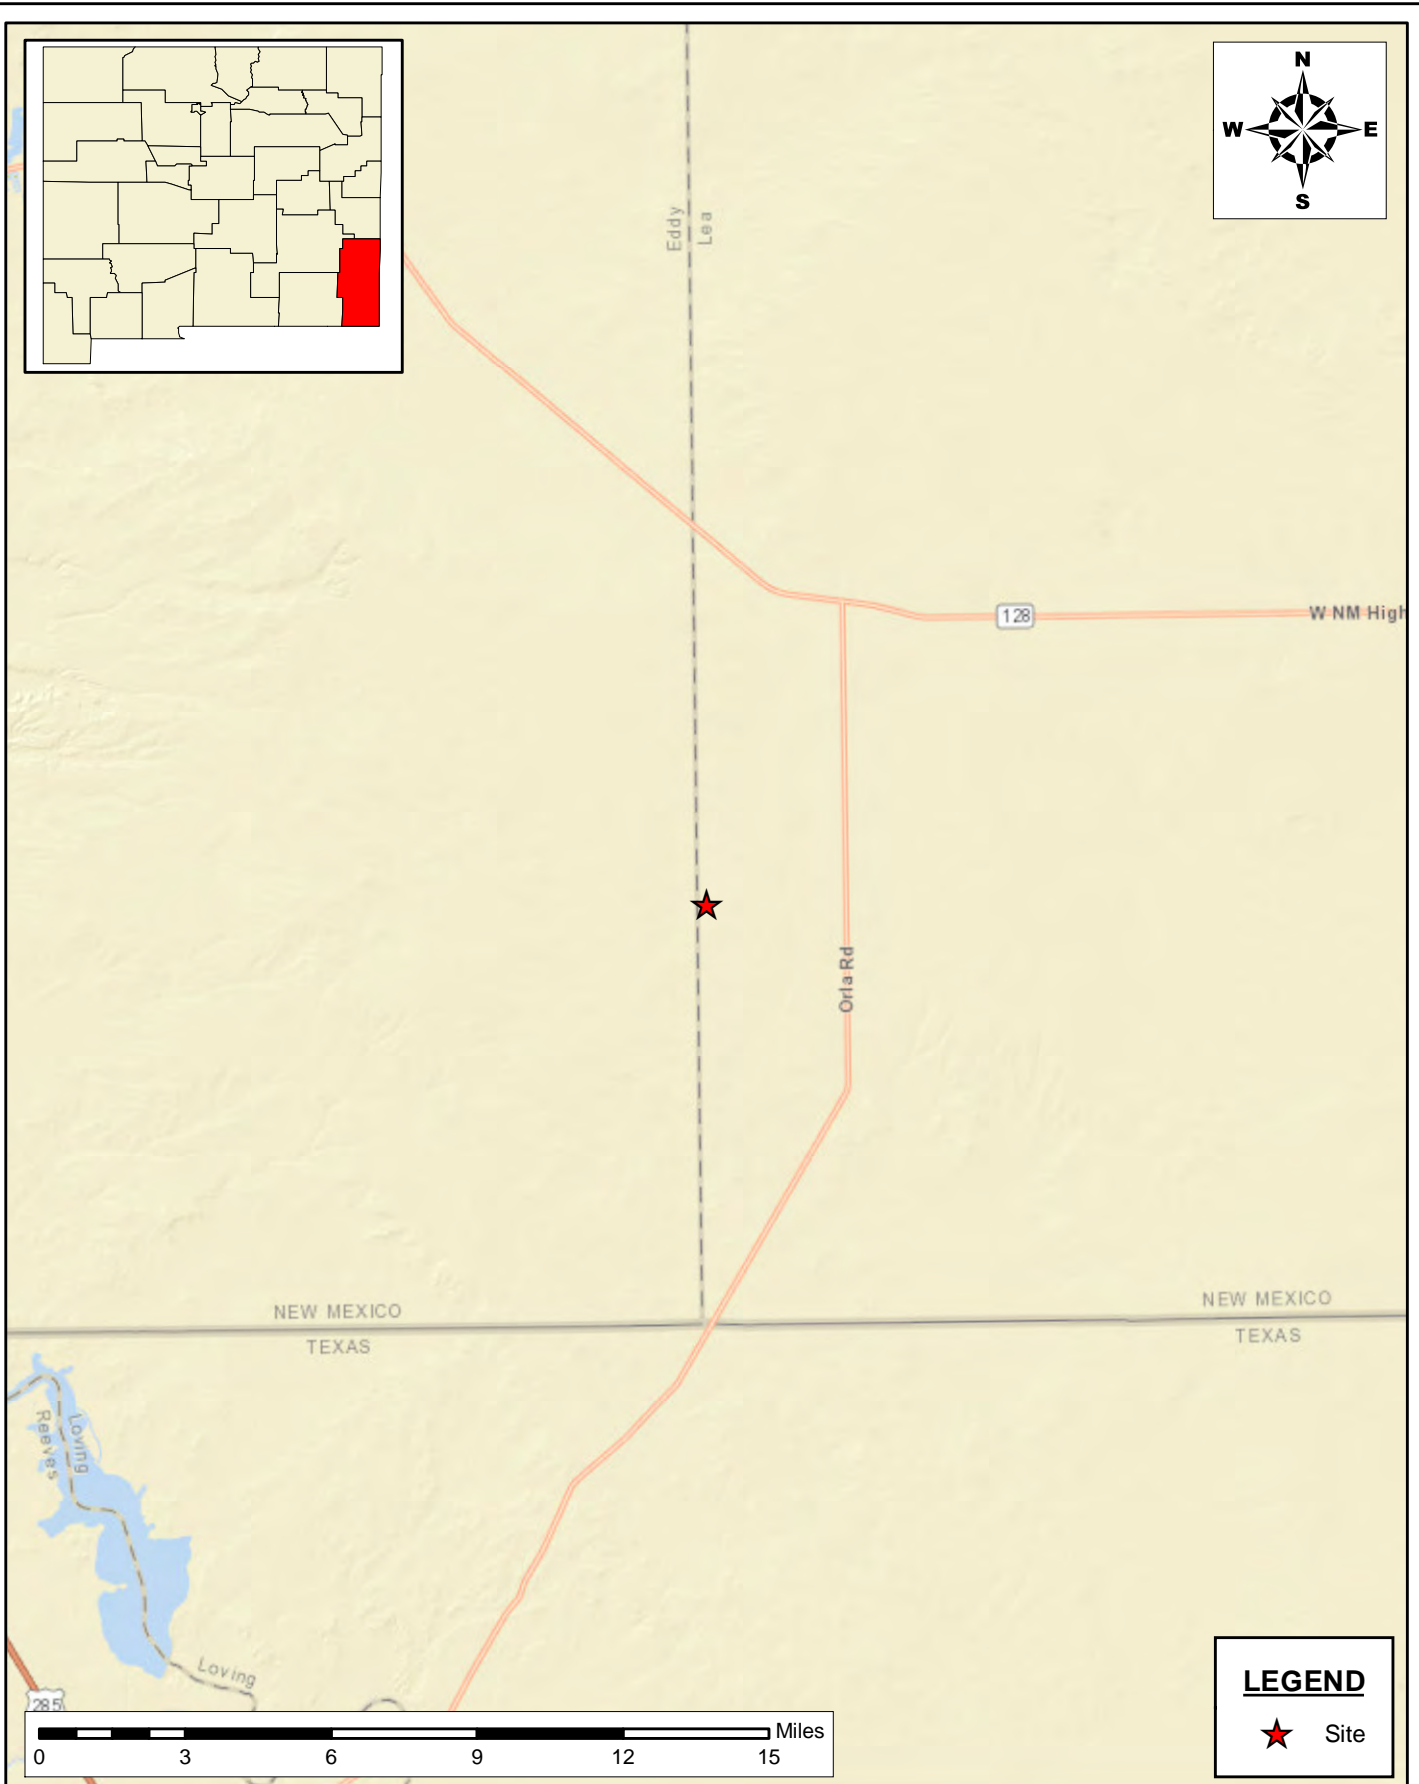 N
W E
S
Eddy
Lea
128
W NM High
Orla Rd
NEW MEXICO
TEXAS
NEW MEXICO
TEXAS
Loving
Reeves
Loving
285
Miles
0 3 6 9 12 15
LEGEND
Site